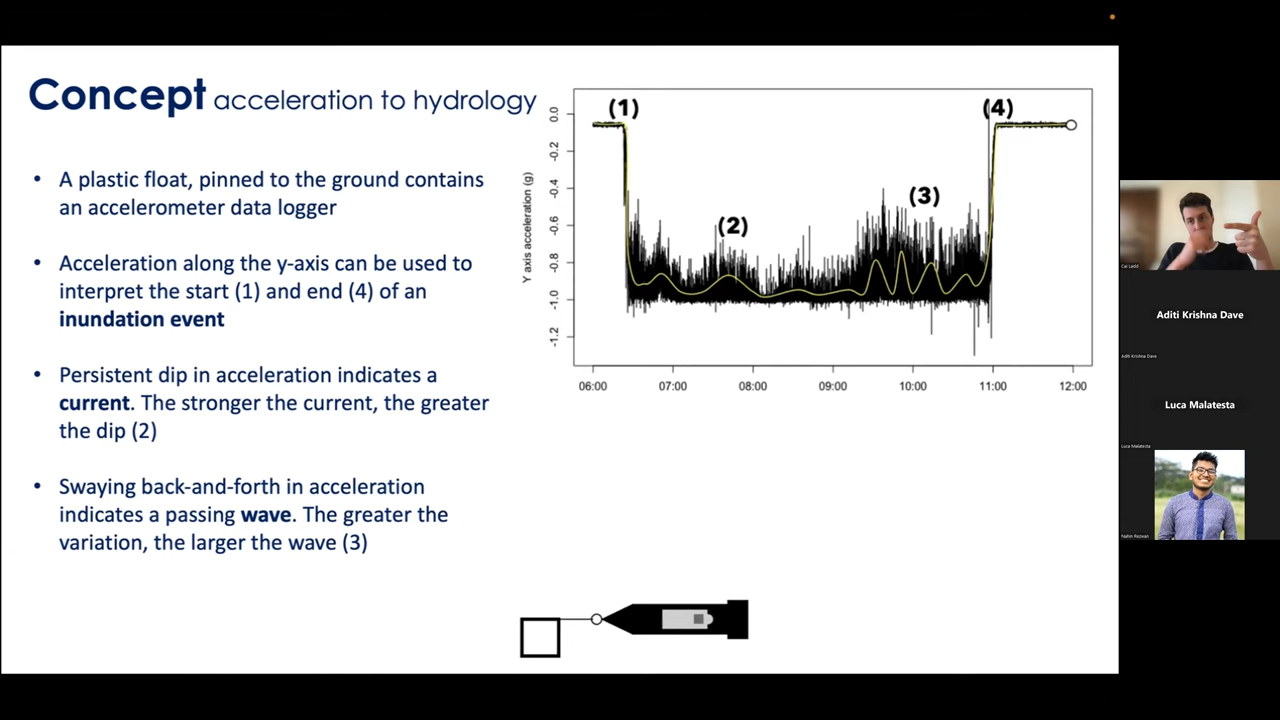 Concept acceleration to hydrology
• A plastic float, pinned to the ground contains
an accelerometer data logger
• Acceleration along the y-axis can be used to
interpret the start (1) and end (4) of an
inundation event
• Persistent dip in acceleration indicates a
current. The stronger the current, the greater
the dip (2)
• Swaying back-and-forth in acceleration
indicates a passing wave. The greater the
variation, the larger the wave (3)
(1)
(2)
(3)
(4)
Y axis acceleration (g)
0.0
-0.2
-0.4
-0.6
-0.8
-1.0
-1.2
06:00 07:00 08:00 09:00 10:00 11:00 12:00
Cai Ladd
Aditi Krishna Dave
Aditi Krishna Dave
Luca Malatesta
Luca Malatesta
Nahin Rezwan